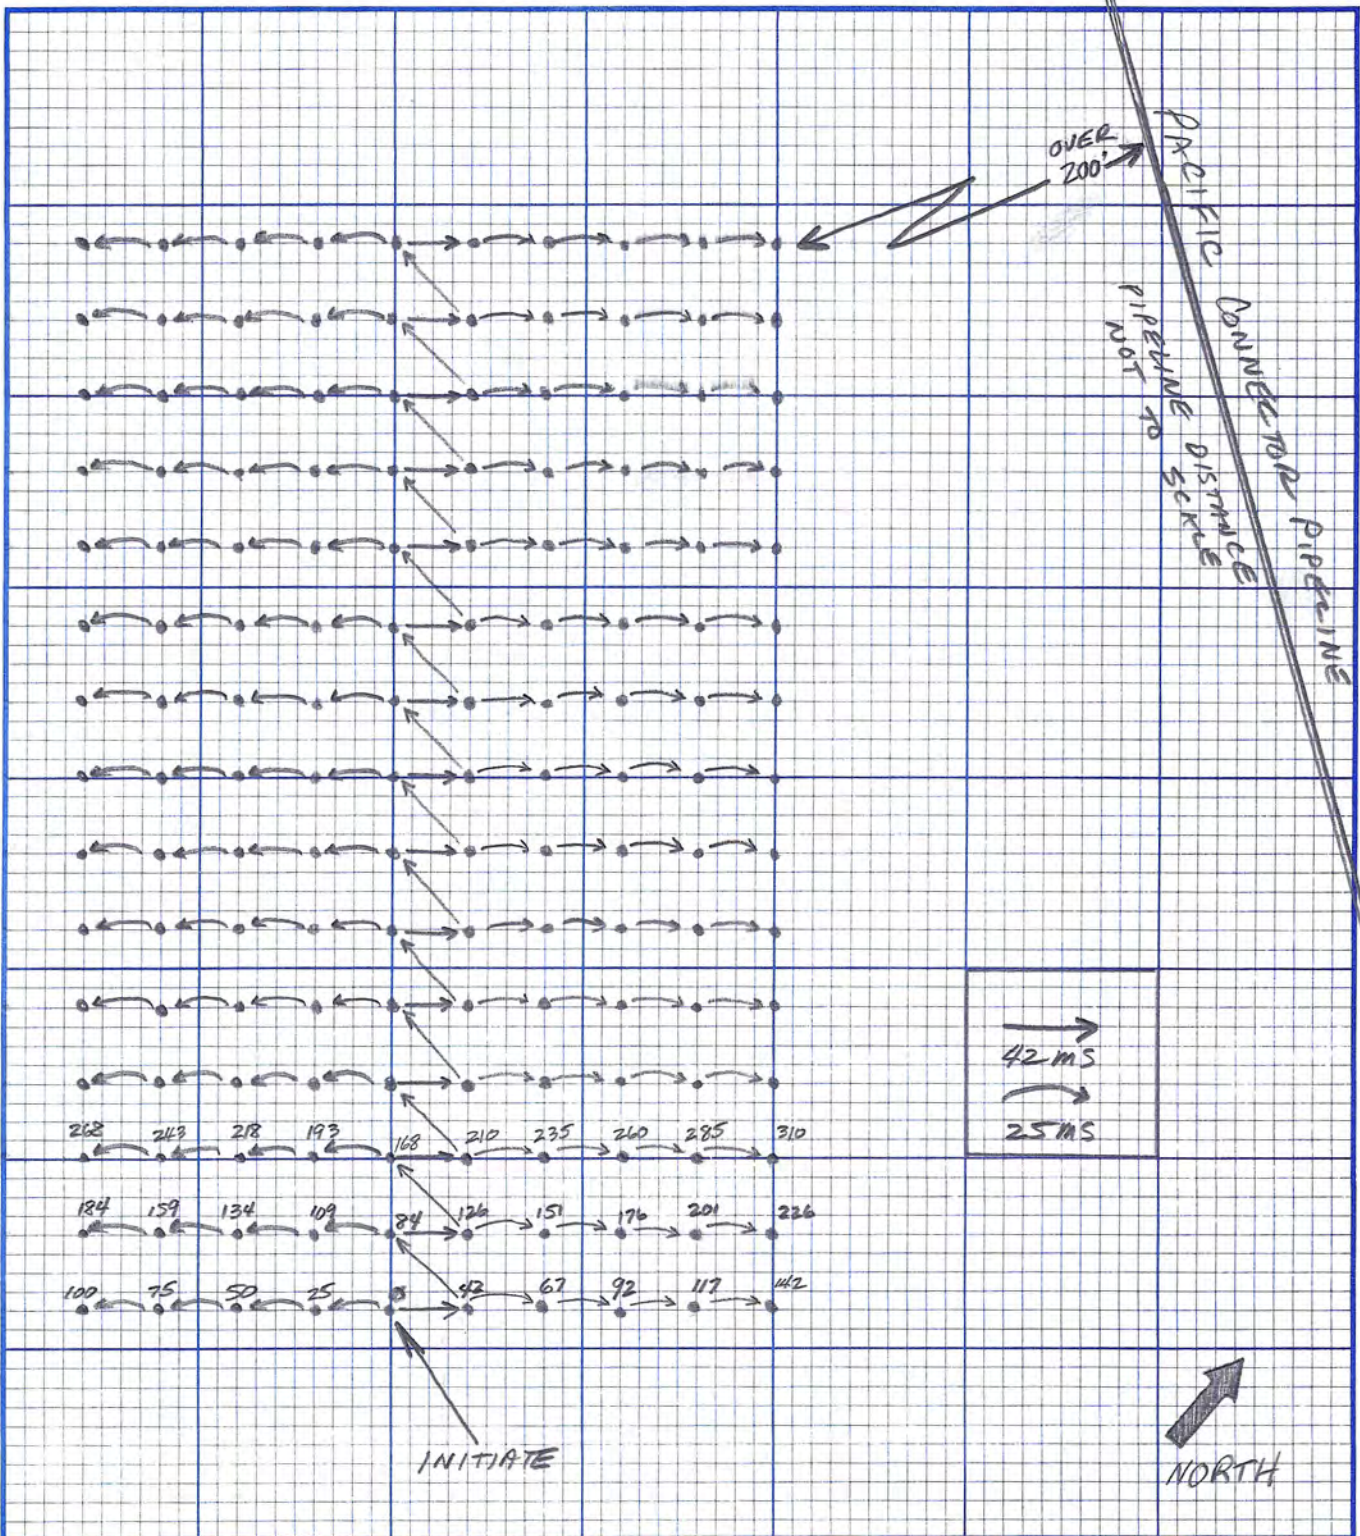 OVER
200'
PACIFIC CONNECTOR PIPELINE
PIPELINE DISTANCE
NOT TO SCALE
42 MS
25 MS
268 243 218 193 168 210 235 260 285 310
184 159 134 109 84 126 151 176 201 226
100 75 50 25 42 67 92 117 142
INITIATE
NORTH